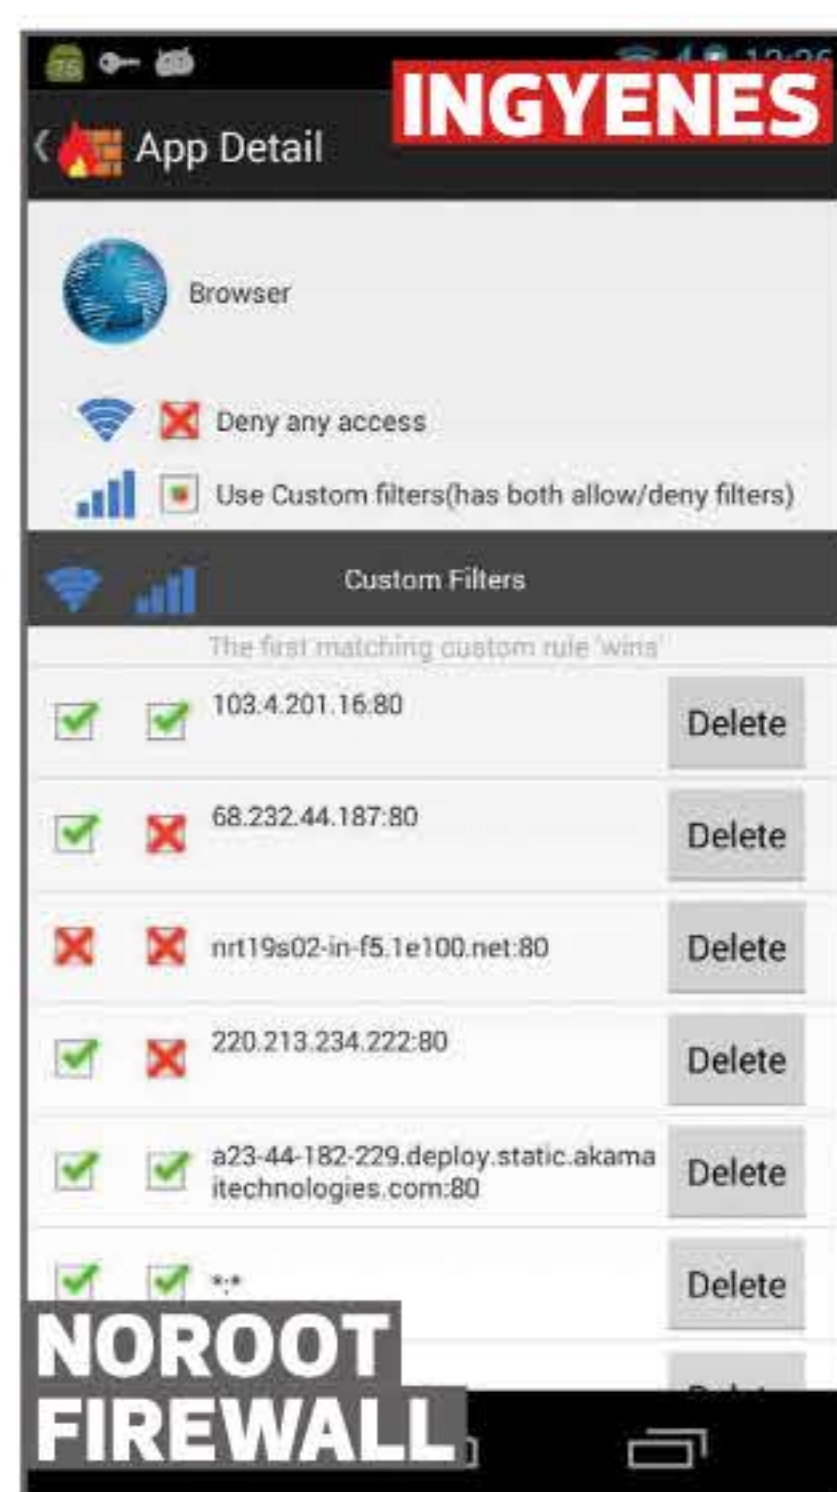 76
INGYENES
App Detail
Browser
Deny any access
Use Custom filters(has both allow/deny filters)
Custom Filters
The first matching custom rule 'wins'
103.4.201.16:80
Delete
68.232.44.187:80
Delete
nrt19s02-in-f5.1e100.net:80
Delete
220.213.234.222:80
Delete
a23-44-182-229.deploy.static.akama
itechnologies.com:80
Delete
*:*
Delete
NOROOT
FIREWALL